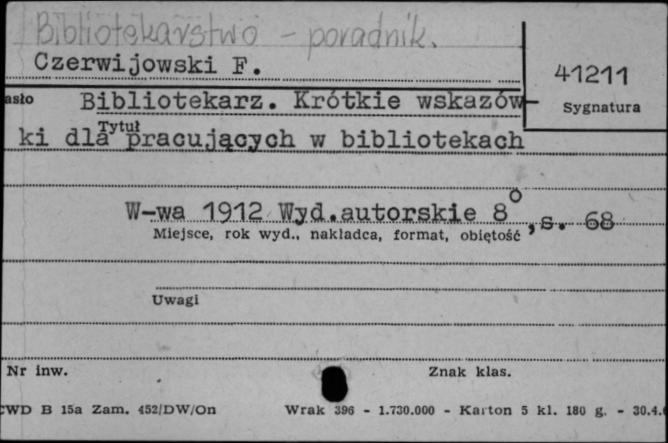 Bibliotekarstwo - poradnik.
Czerwijowski F.
41211
asło Bibliotekarz. Krótkie wskazów-
Sygnatura
Tytuł
ki dla pracujących w bibliotekach
W-wa 1912 Wyd.autorskie 8°, s. 68
Miejsce, rok wyd., nakładca, format, objętość
Uwagi
Nr inw. Znak klas.
CWD B 15a Zam. 452/DW/On Wrak 396 - 1.730.000 - Karton 5 kl. 180 g. - 30.4.